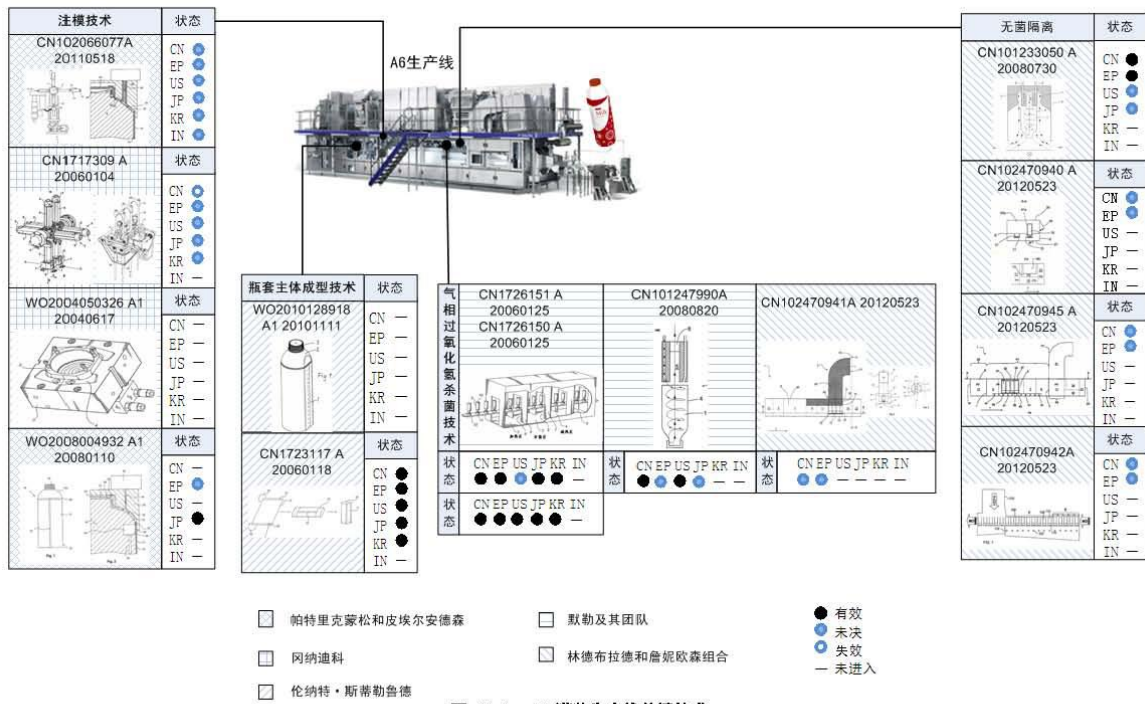 注模技术 状态
CN102066077A
20110518
CN
EP
US
JP
KR
IN
CN1717309 A
20060104
状态
CN
EP
US
JP
KR
IN —
WO2004050326 A1
20040617
状态
CN —
EP —
US —
JP —
KR —
IN —
WO2008004932 A1
20080110
状态
CN —
EP
US —
JP
KR —
IN —
A6生产线
瓶套主体成型技术 状态
WO2010128918
A1 20101111
CN —
EP —
US —
JP —
KR —
IN —
CN1723117 A
20060118
状态
CN
EP
US
JP
KR
IN —
气相过氧化氢杀菌技术
CN1726151 A
20060125
CN1726150 A
20060125
状态 CN EP US JP KR IN
—
状态 CN EP US JP KR IN
—
CN101247990A
20080820
状态 CN EP US JP KR IN
— —
CN102470941A 20120523
状态 CN EP US JP KR IN
— — — —
无菌隔离 状态
CN101233050 A
20080730
CN
EP
US
JP
KR —
IN —
CN102470940 A
20120523
状态
CN
EP
US —
JP —
KR —
IN —
CN102470945 A
20120523
状态
CN
EP
US —
JP —
KR —
IN —
CN102470942A
20120523
状态
CN
EP
US —
JP —
KR —
IN —
帕特里克蒙松和皮埃尔安德森
冈纳迪科
伦纳特·斯蒂勒鲁德
默勒及其团队
林德布拉德和詹妮欧森组合
有效
未决
失效
— 未进入